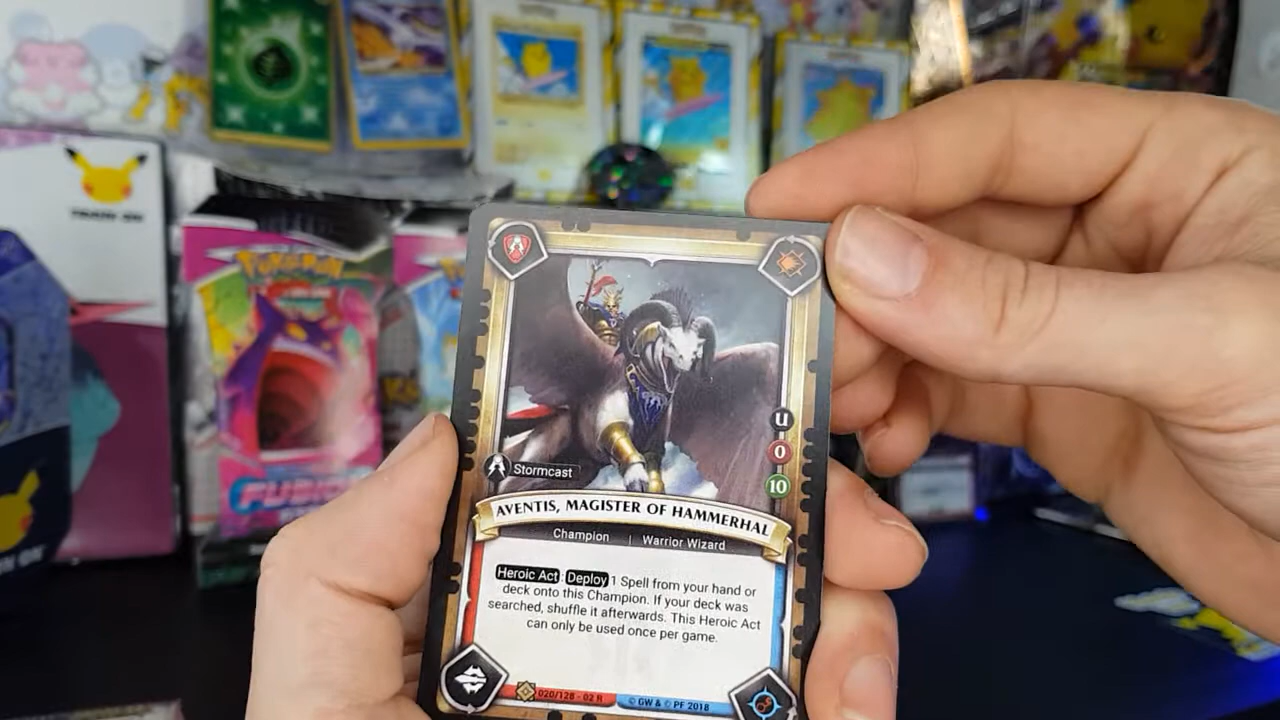 POKÉMON
FUSIO
U
0
10
Stormcast
AVENTIS, MAGISTER OF HAMMERHAL
Champion | Warrior Wizard
Heroic Act: Deploy 1 Spell from your hand or
deck onto this Champion. If your deck was
searched, shuffle it afterwards. This Heroic Act
can only be used once per game.
020/128 - 02 R
© GW & © PF 2018